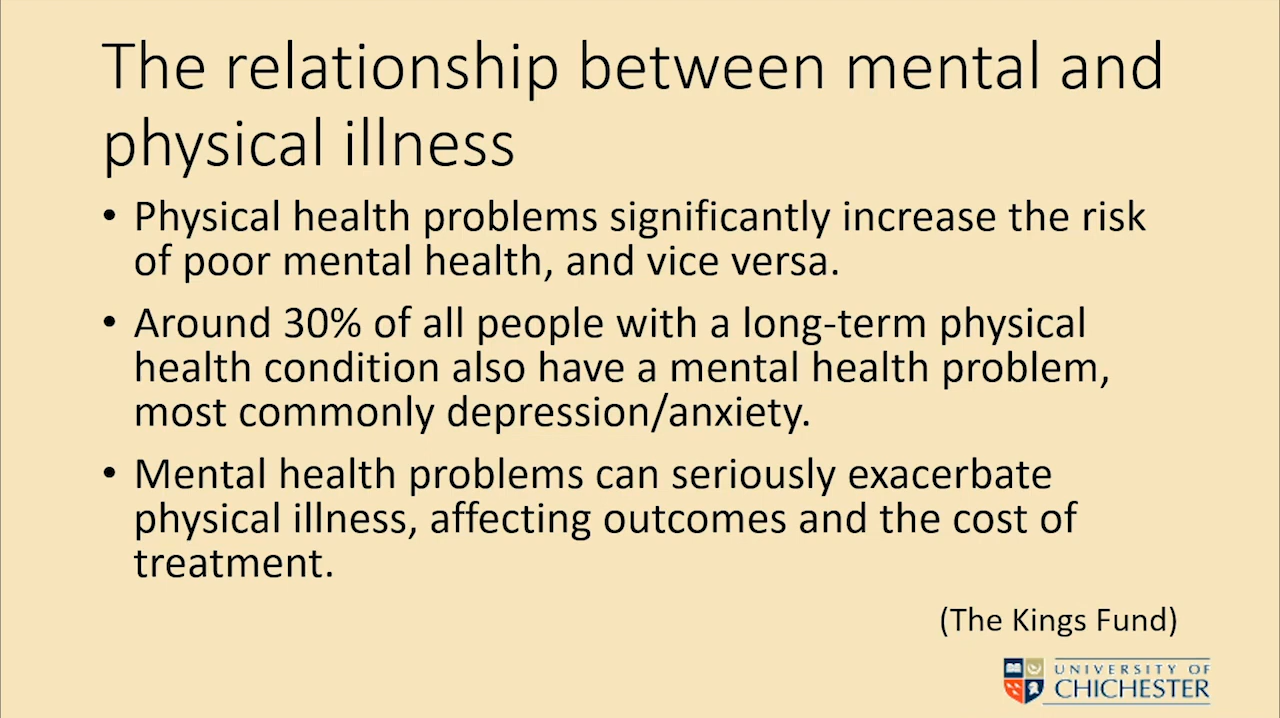 The relationship between mental and
physical illness
• Physical health problems significantly increase the risk
of poor mental health, and vice versa.
• Around 30% of all people with a long-term physical
health condition also have a mental health problem,
most commonly depression/anxiety.
• Mental health problems can seriously exacerbate
physical illness, affecting outcomes and the cost of
treatment.
(The Kings Fund)
UNIVERSITY OF
CHICHESTER